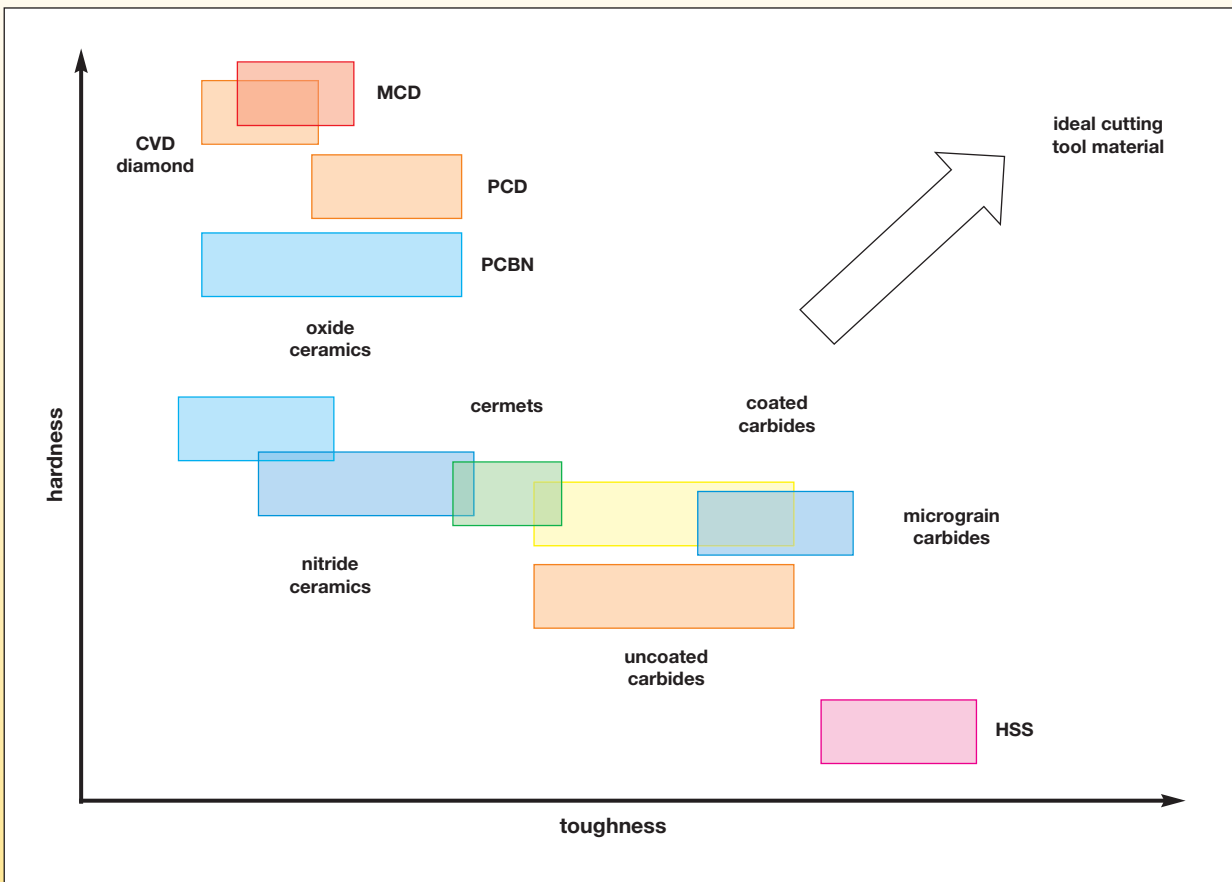 MCD
CVD
diamond
ideal cutting
tool material
PCD
PCBN
oxide
ceramics
cermets
coated
carbides
hardness
micrograin
carbides
nitride
ceramics
uncoated
carbides
HSS
toughness